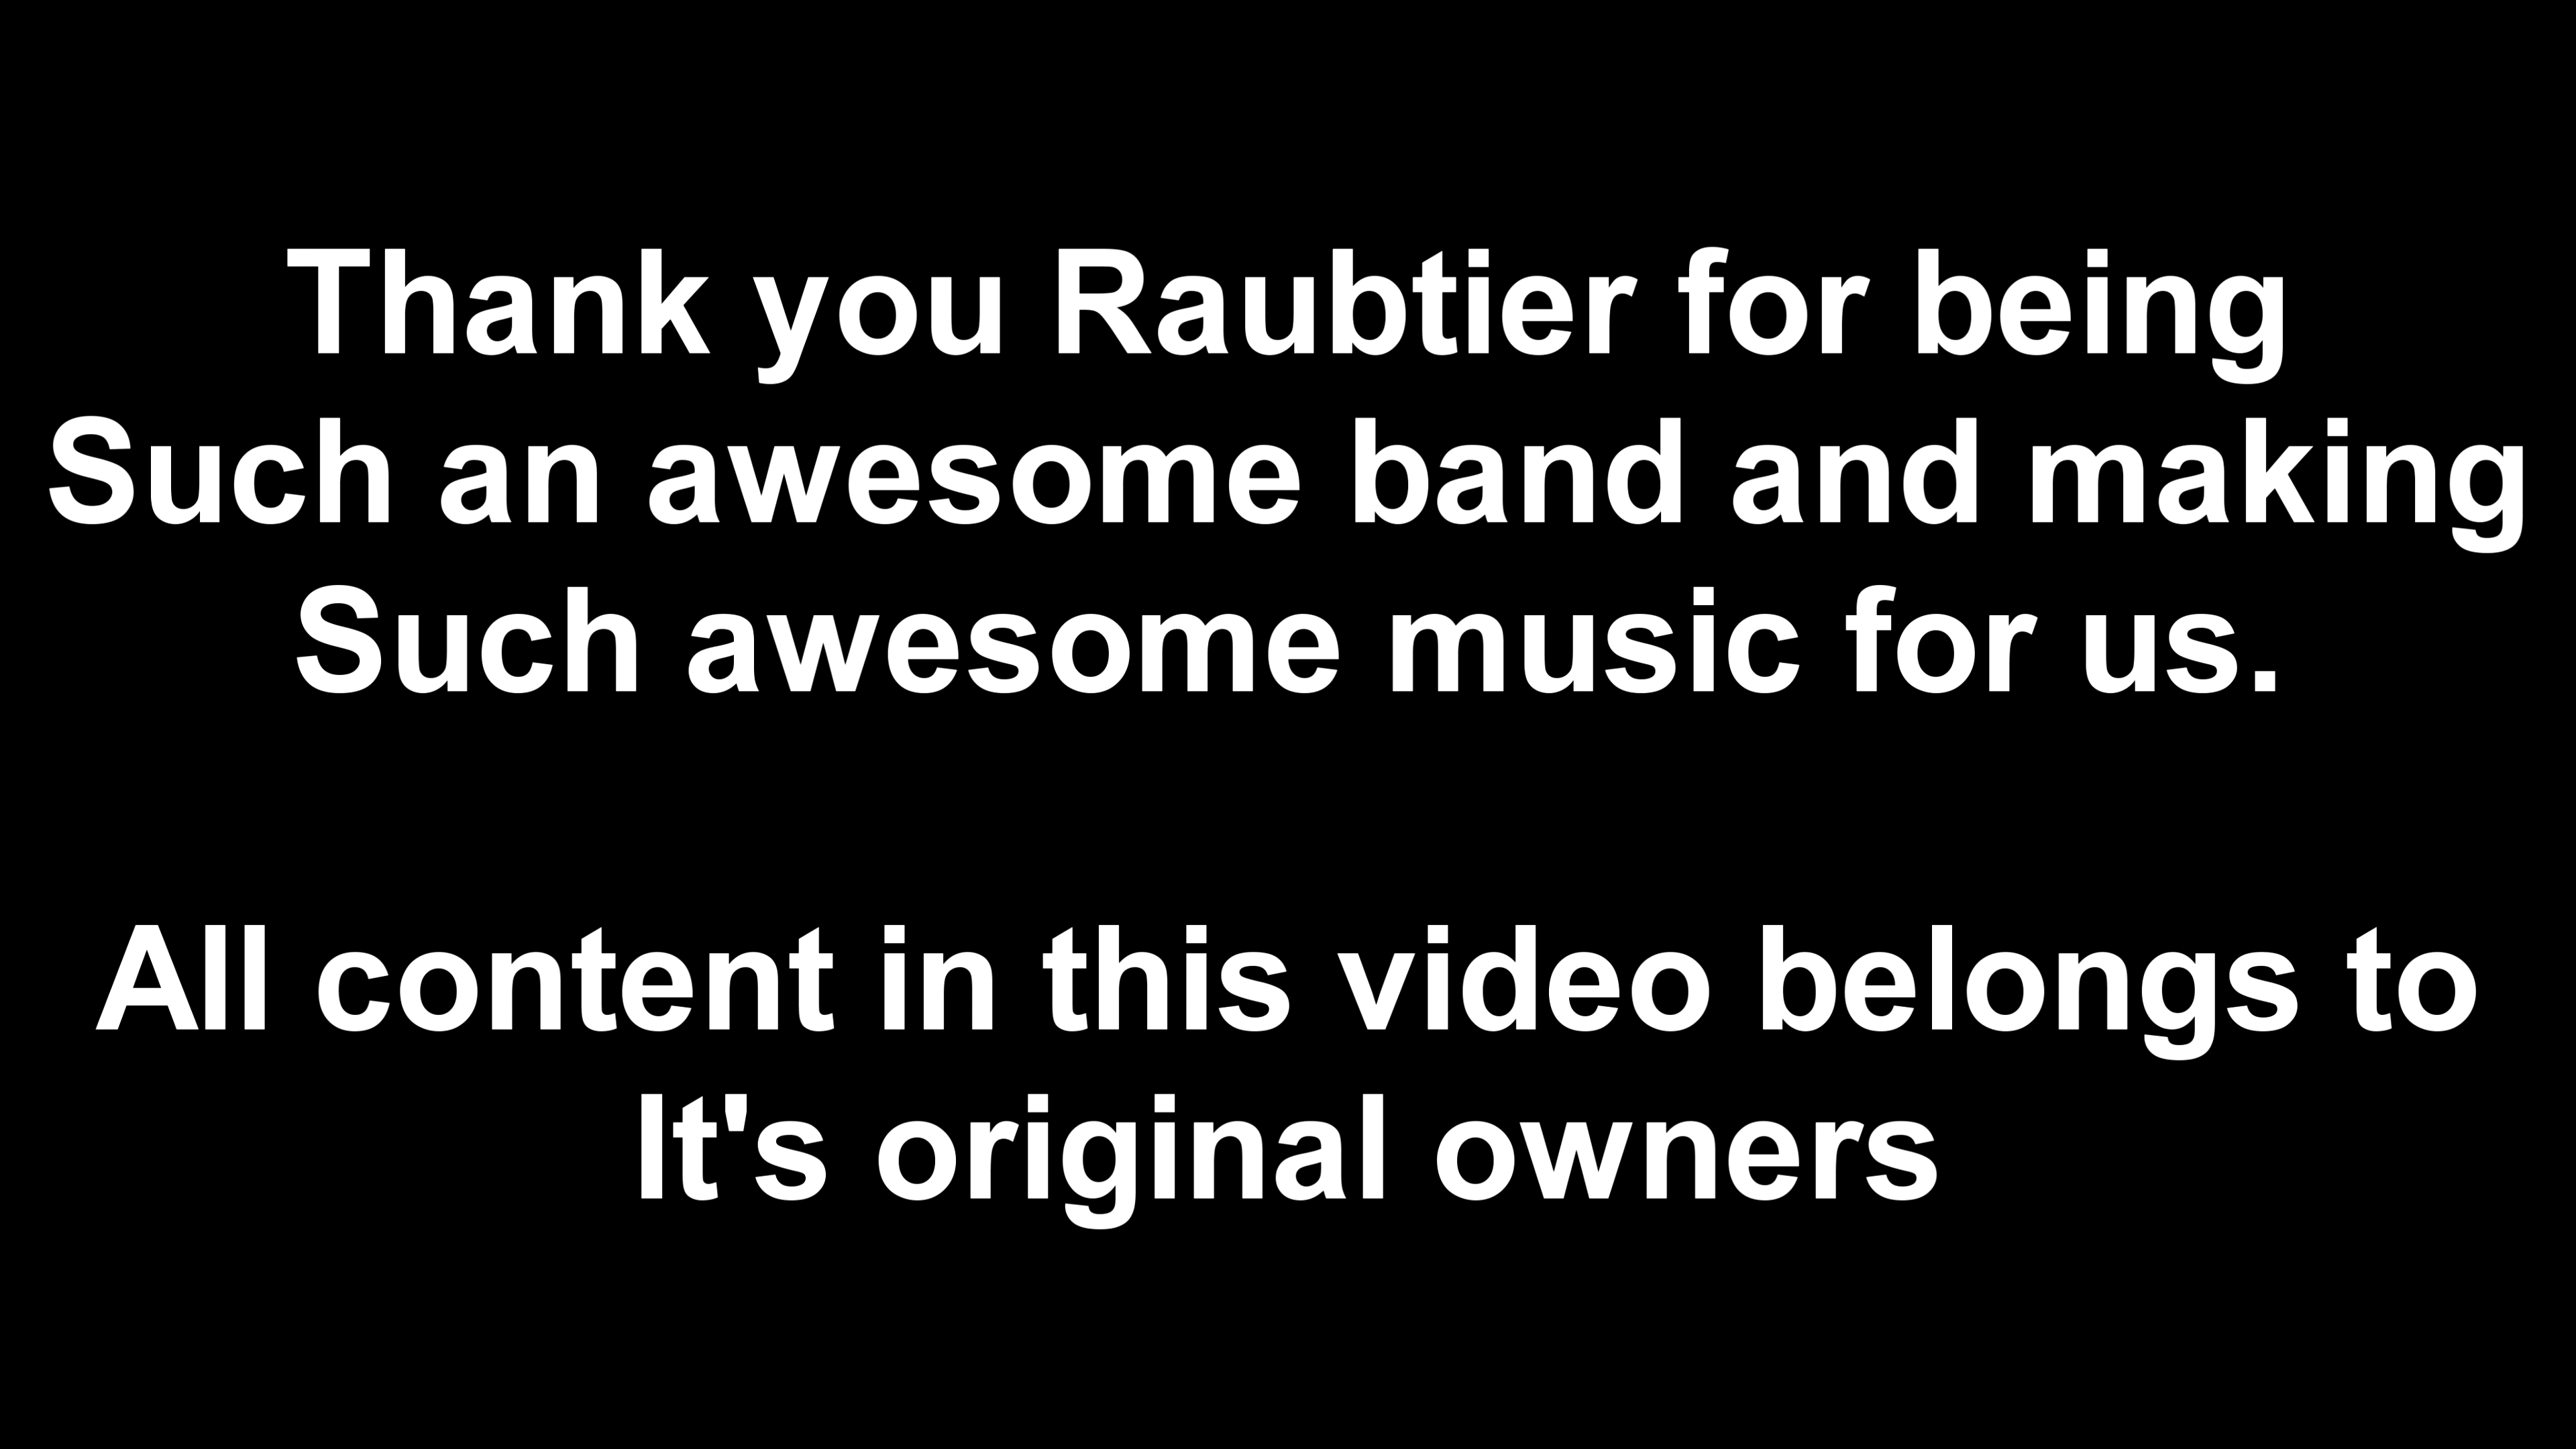 Thank you Raubtier for being
Such an awesome band and making
Such awesome music for us.
All content in this video belongs to
It's original owners